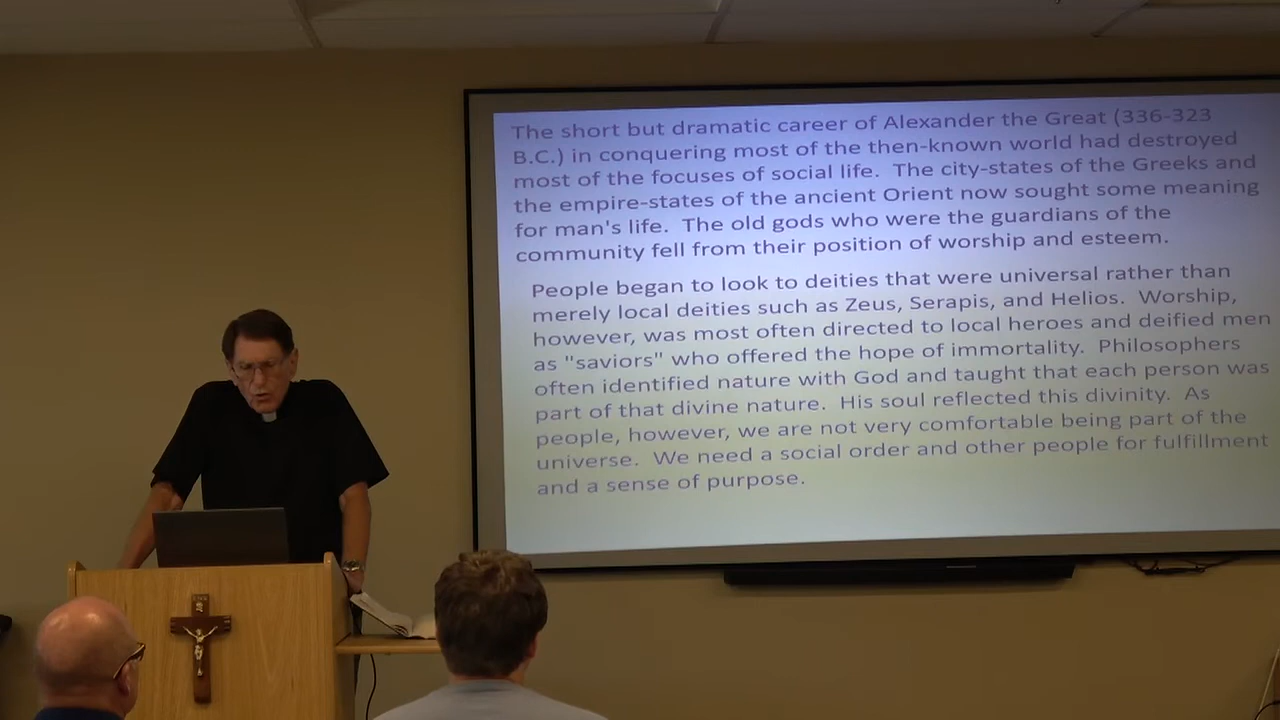 The short but dramatic career of Alexander the Great (336-323
B.C.) in conquering most of the then-known world had destroyed
most of the focuses of social life.  The city-states of the Greeks and
the empire-states of the ancient Orient now sought some meaning
for man's life.  The old gods who were the guardians of the
community fell from their position of worship and esteem.
People began to look to deities that were universal rather than
merely local deities such as Zeus, Serapis, and Helios.  Worship,
however, was most often directed to local heroes and deified men
as "saviors" who offered the hope of immortality.  Philosophers
often identified nature with God and taught that each person was
part of that divine nature.  His soul reflected this divinity.  As
people, however, we are not very comfortable being part of the
universe.  We need a social order and other people for fulfillment
and a sense of purpose.